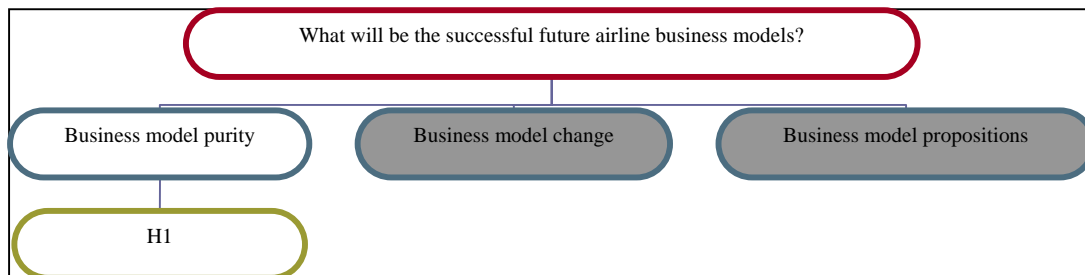 What will be the successful future airline business models?
Business model purity
Business model change
Business model propositions
H1